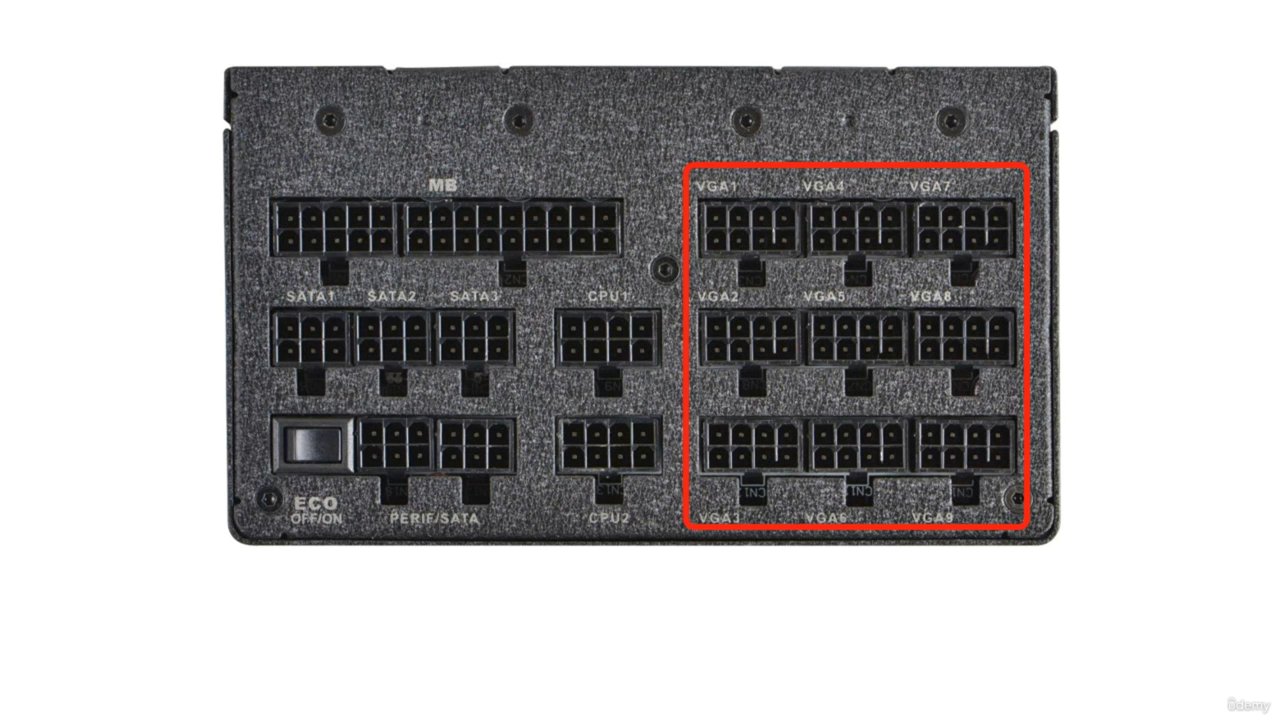 MB
VGA1 VGA4 VGA7
SATA1 SATA2 SATA3 CPU1 VGA2 VGA5 VGA8
ECO
OFF/ON PERIF/SATA CPU2 VGA3 VGA6 VGA9
ûdemy